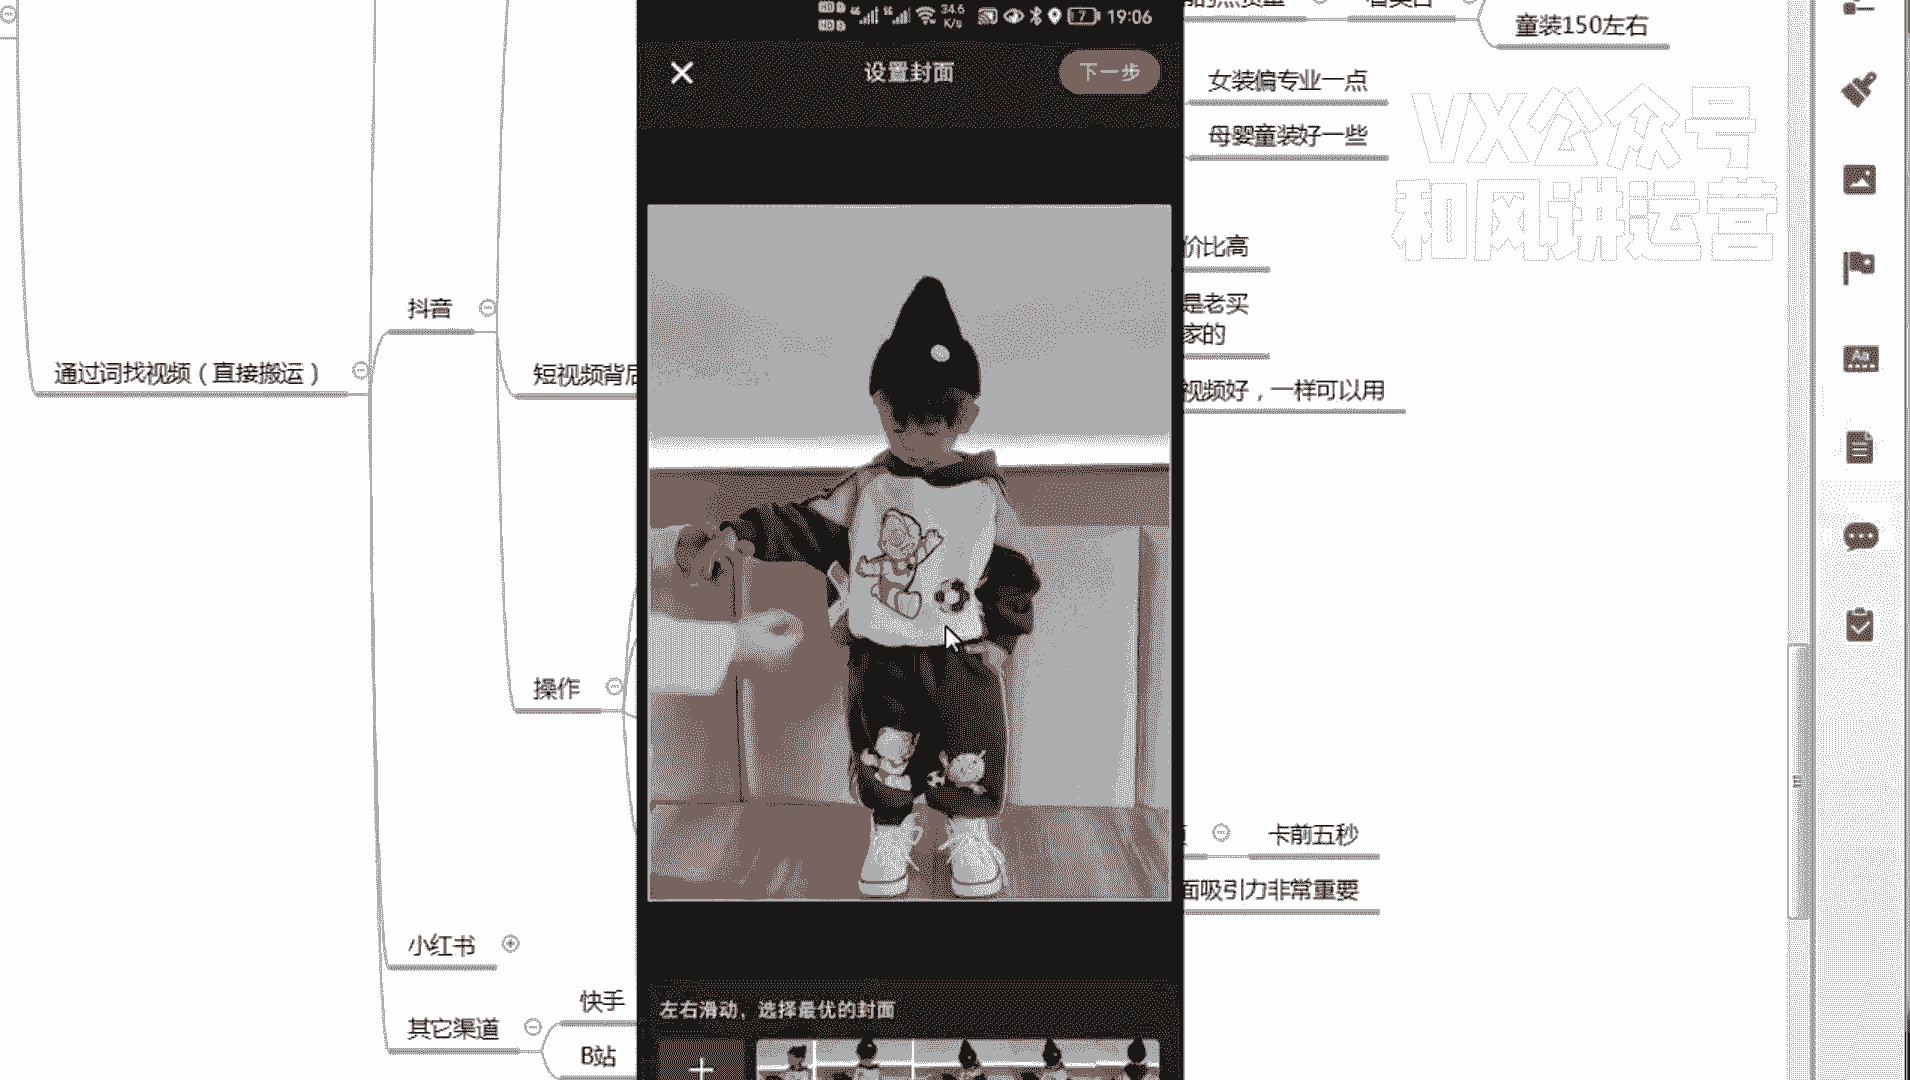 34.6
K/s
7
19:06
设置封面
下一步
童装150左右
女装偏专业一点
母婴童装好一些
VX公众号
和风讲运营
价比高
是老买
家的
视频好，一样可以用
抖音
通过词找视频（直接搬运）
短视频背后
操作
卡前五秒
面吸引力非常重要
小红书
其它渠道
快手
B站
左右滑动，选择最优的封面